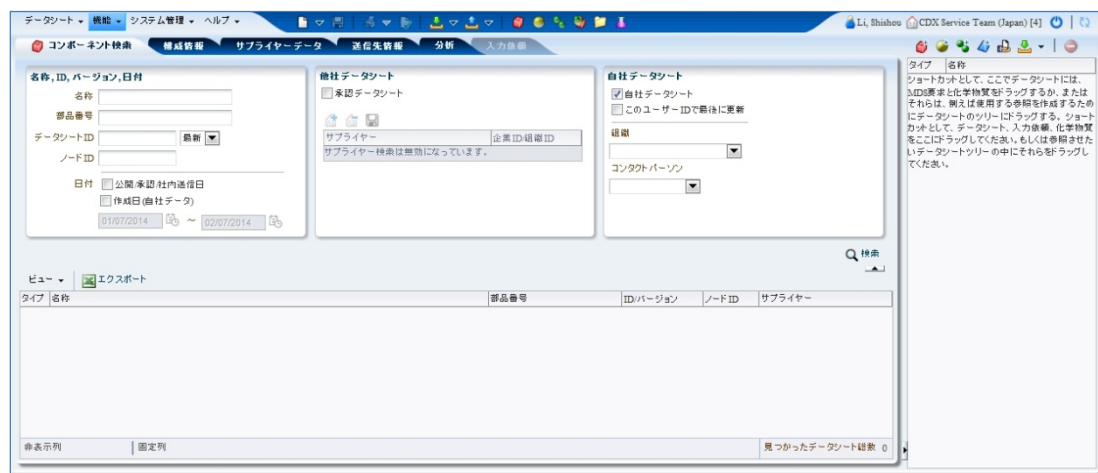 データシート 機能 システム管理 ヘルプ
Li, Shishou CDX Service Team (Japan) [4]
コンポーネント検索 構成情報 サプライヤーデータ 送信先情報 分析 入力依頼
名称, ID, バージョン, 日付
名称
部品番号
データシートID 最新
ノードID
日付 公開/承認/社内送信日
作成日(自社データ)
01/07/2014 ~ 02/07/2014
他社データシート
承認データシート
サプライヤー 企業ID/組織ID
サプライヤー検索は無効になっています。
自社データシート
自社データシート
このユーザーIDで最後に更新
組織
コンタクトパーソン
検索
ビュー エクスポート
タイプ 名称 部品番号 ID/バージョン ノードID サプライヤー
非表示列 固定列 見つかったデータシート総数 0
タイプ 名称
ショートカットとして、ここでデータシートには、
MDS要求と化学物質をドラッグするか、または
それらは、例えば使用する参照を作成するため
にデータシートのツリーにドラッグする。ショート
カットとして、データシート、入力依頼、化学物質
をここにドラッグしてください。もしくは参照させた
いデータシートツリーの中にそれらをドラッグし
てください。